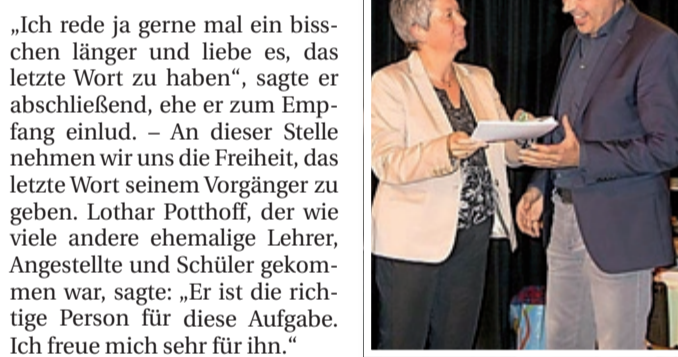 „Ich rede ja gerne mal ein biss-
chen länger und liebe es, das
letzte Wort zu haben“, sagte er
abschließend, ehe er zum Emp-
fang einlud. – An dieser Stelle
nehmen wir uns die Freiheit, das
letzte Wort seinem Vorgänger zu
geben. Lothar Potthoff, der wie
viele andere ehemalige Lehrer,
Angestellte und Schüler gekom-
men war, sagte: „Er ist die rich-
tige Person für diese Aufgabe.
Ich freue mich sehr für ihn.“